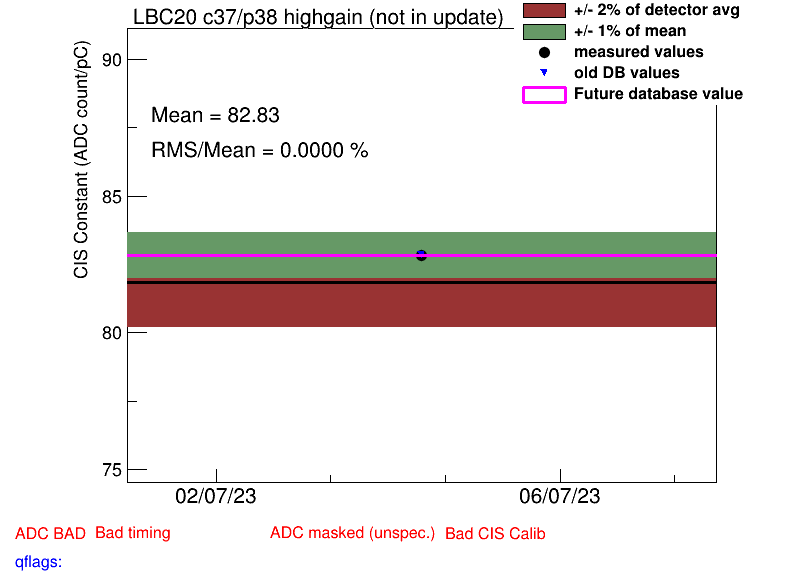 LBC20 c37/p38 highgain (not in update)
+/- 2% of detector avg
+/- 1% of mean
measured values
old DB values
Future database value
CIS Constant (ADC count/pC)
90
85
80
75
Mean = 82.83
RMS/Mean = 0.0000 %
02/07/23 06/07/23
ADC BAD Bad timing ADC masked (unspec.) Bad CIS Calib
qflags: